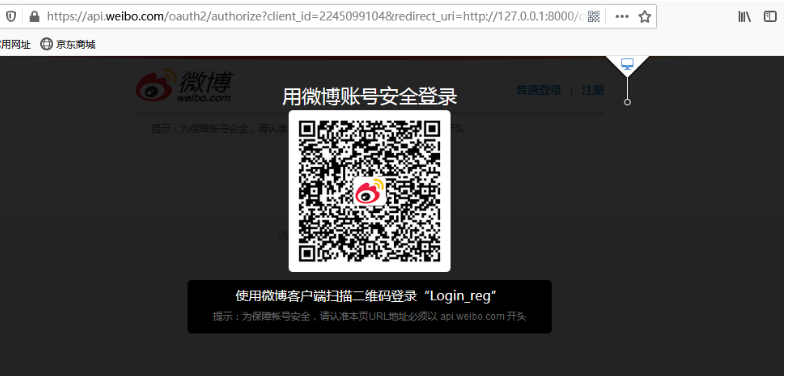 https://api.weibo.com/oauth2/authorize?client_id=2245099104&redirect_uri=http://127.0.0.1:8000/c
用网址 京东商城
微博
weibo.com
普通登录 | 注册
用微博账号安全登录
提示：为保障帐号安全，请认准 开头
使用微博客户端扫描二维码登录“Login_reg”
提示：为保障帐号安全，请认准本页URL地址必须以 api.weibo.com 开头